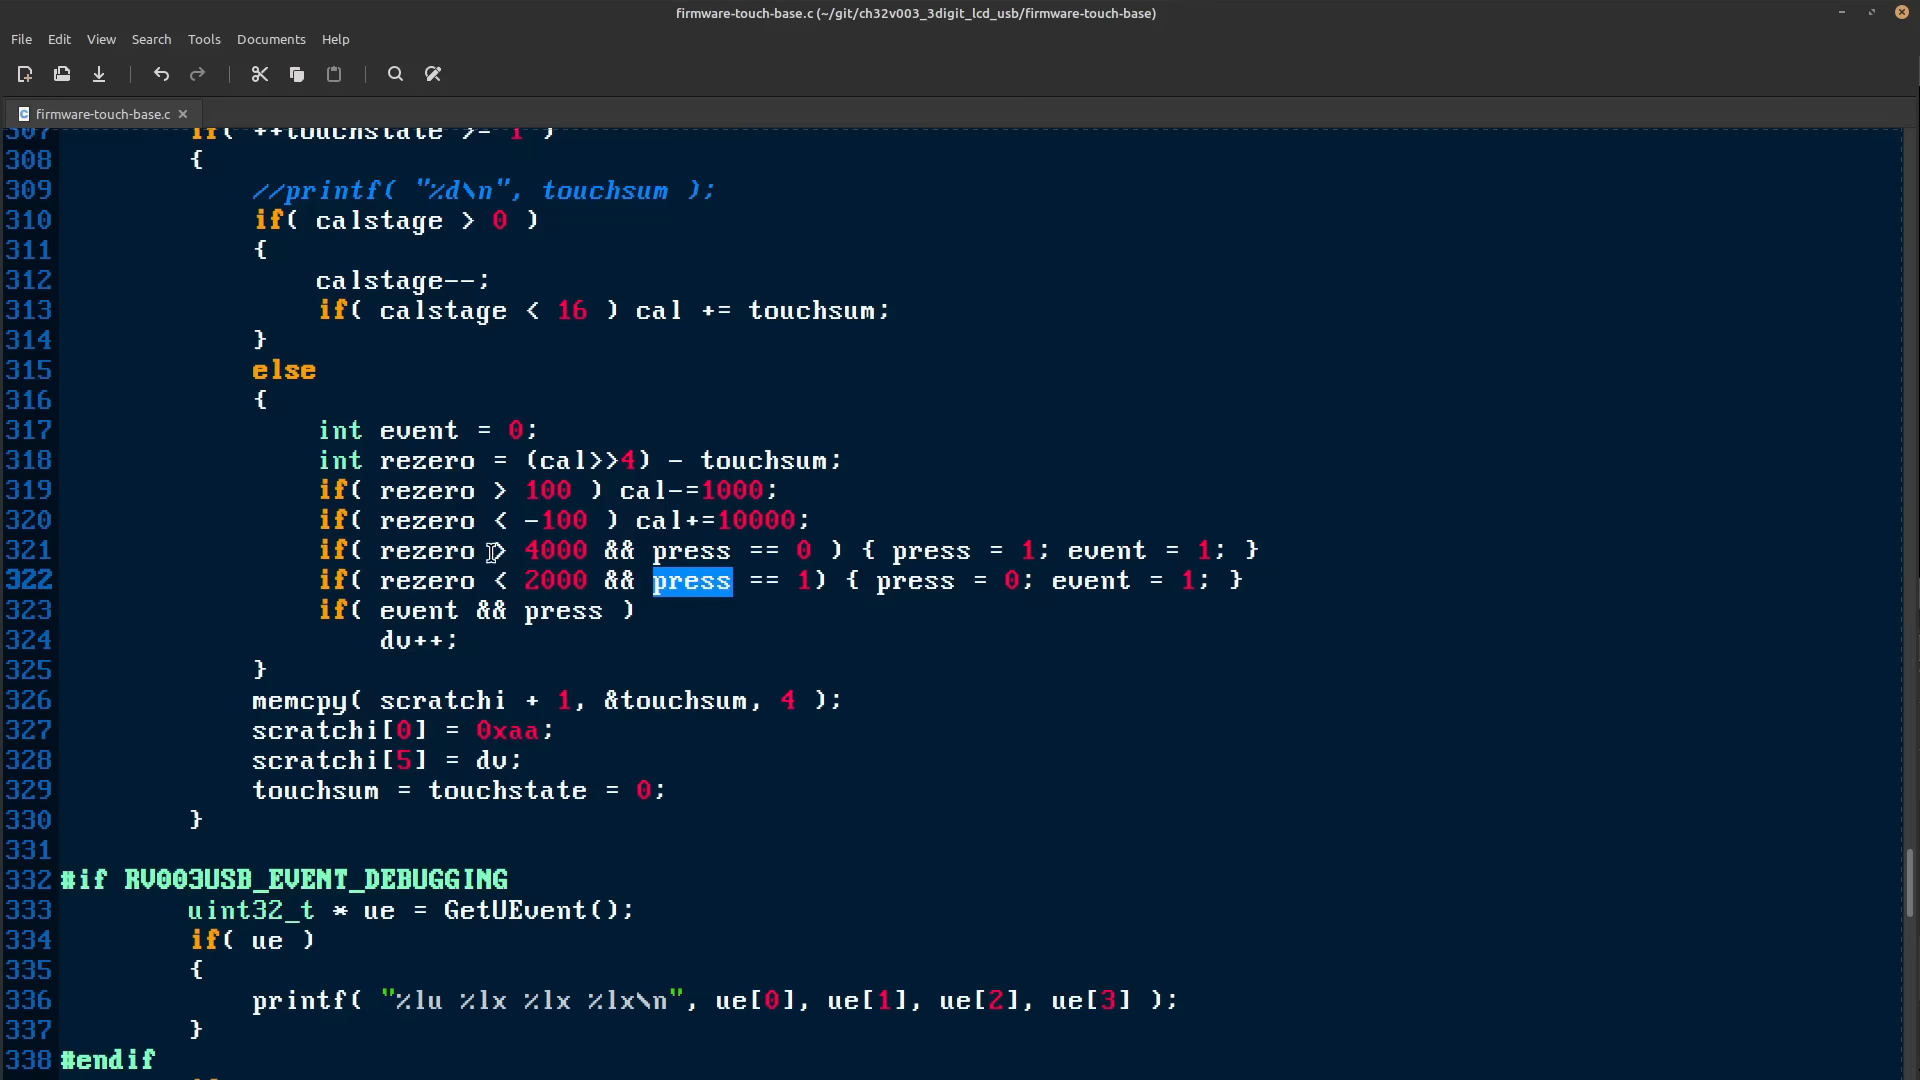 firmware-touch-base.c (~/git/ch32v003_3digit_lcd_usb/firmware-touch-base)
File Edit View Search Tools Documents Help
firmware-touch-base.c
307 if( ++touchstate >= 1 )
308 {
309 //printf( "%d\n", touchsum );
310 if( calstage > 0 )
311 {
312 calstage--;
313 if( calstage < 16 ) cal += touchsum;
314 }
315 else
316 {
317 int event = 0;
318 int rezero = (cal>>4) - touchsum;
319 if( rezero > 100 ) cal-=1000;
320 if( rezero < -100 ) cal+=10000;
321 if( rezero > 4000 && press == 0 ) { press = 1; event = 1; }
322 if( rezero < 2000 && press == 1) { press = 0; event = 1; }
323 if( event && press )
324 dv++;
325 }
326 memcpy( scratchi + 1, &touchsum, 4 );
327 scratchi[0] = 0xaa;
328 scratchi[5] = dv;
329 touchsum = touchstate = 0;
330 }
331
332 #if RV003USB_EVENT_DEBUGGING
333 uint32_t * ue = GetUEvent();
334 if( ue )
335 {
336 printf( "%lu %lx %lx %lx\n", ue[0], ue[1], ue[2], ue[3] );
337 }
338 #endif